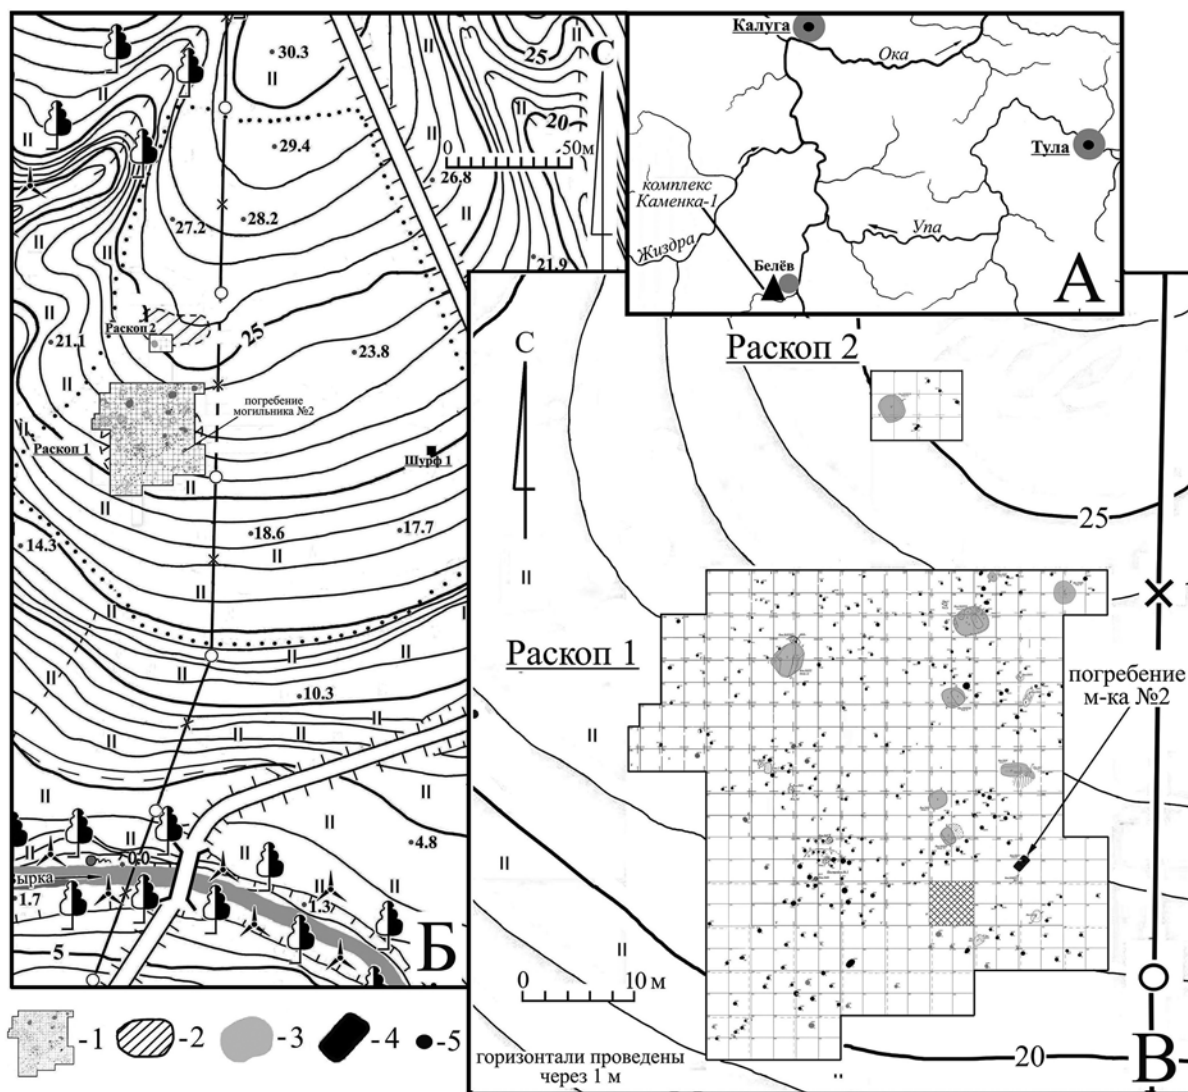 Калуга
Ока
Тула
комплекс
Каменка-1
Жиздра
Упа
Белёв
А
30.3
25
С
20
29.4
0 50м
26.8
27.2
28.2
21.9
Раскоп 2
25
21.1
23.8
погребение
могильника №2
Раскоп 1
Шурф 1
18.6
17.7
14.3
10.3
4.8
0.0
Вырка
1.7
1.3
5
Б
С
Раскоп 2
25
Раскоп 1
погребение
м-ка №2
0 10 м
горизонтали проведены
через 1 м
20
В
-1
-2
-3
-4
-5